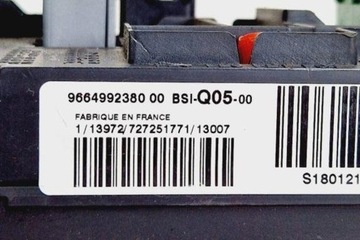 9664992380 00 BSI-Q05-00
FABRIQUE EN FRANCE
1/13972/727251771/13007
S180121